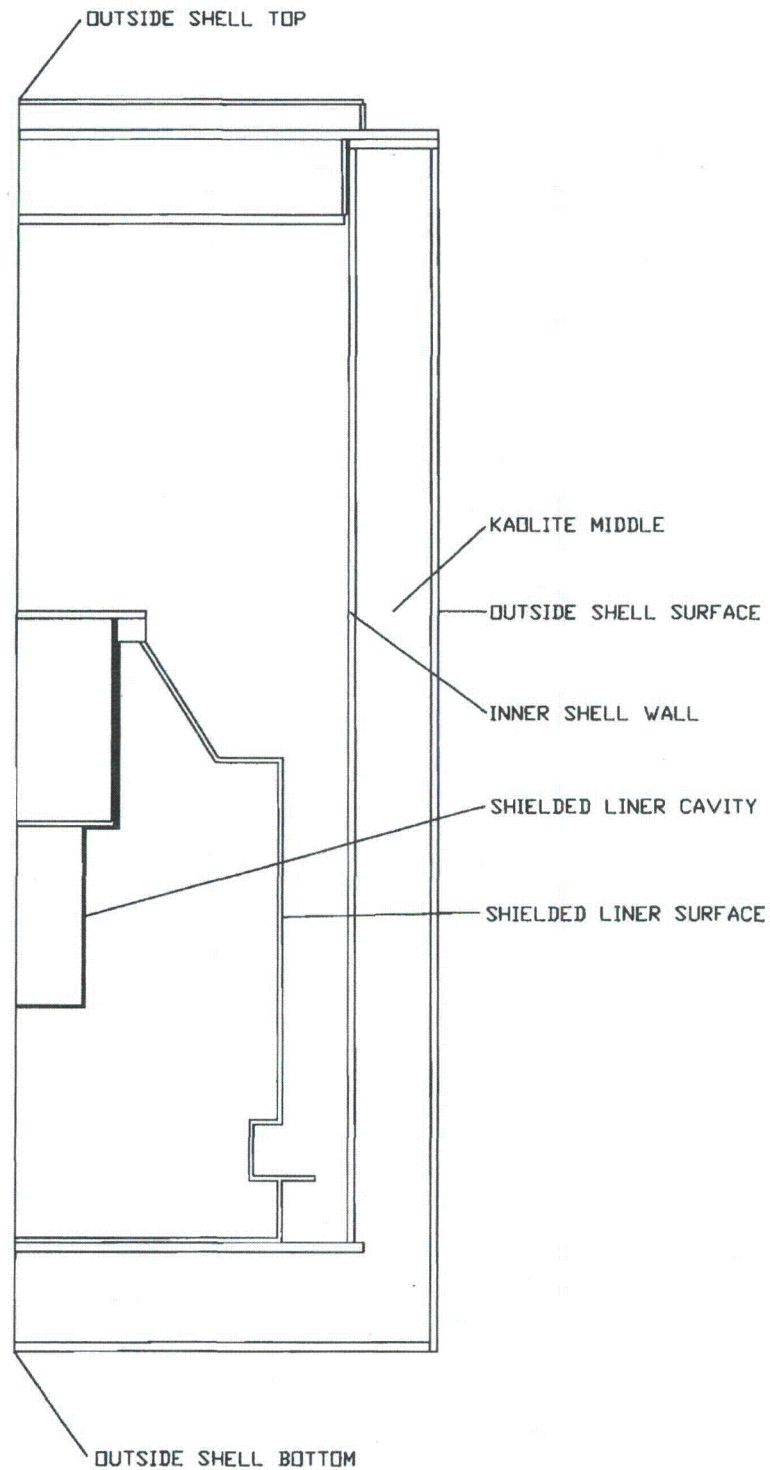 OUTSIDE SHELL TOP
KAOLITE MIDDLE
OUTSIDE SHELL SURFACE
INNER SHELL WALL
SHIELDED LINER CAVITY
SHIELDED LINER SURFACE
OUTSIDE SHELL BOTTOM